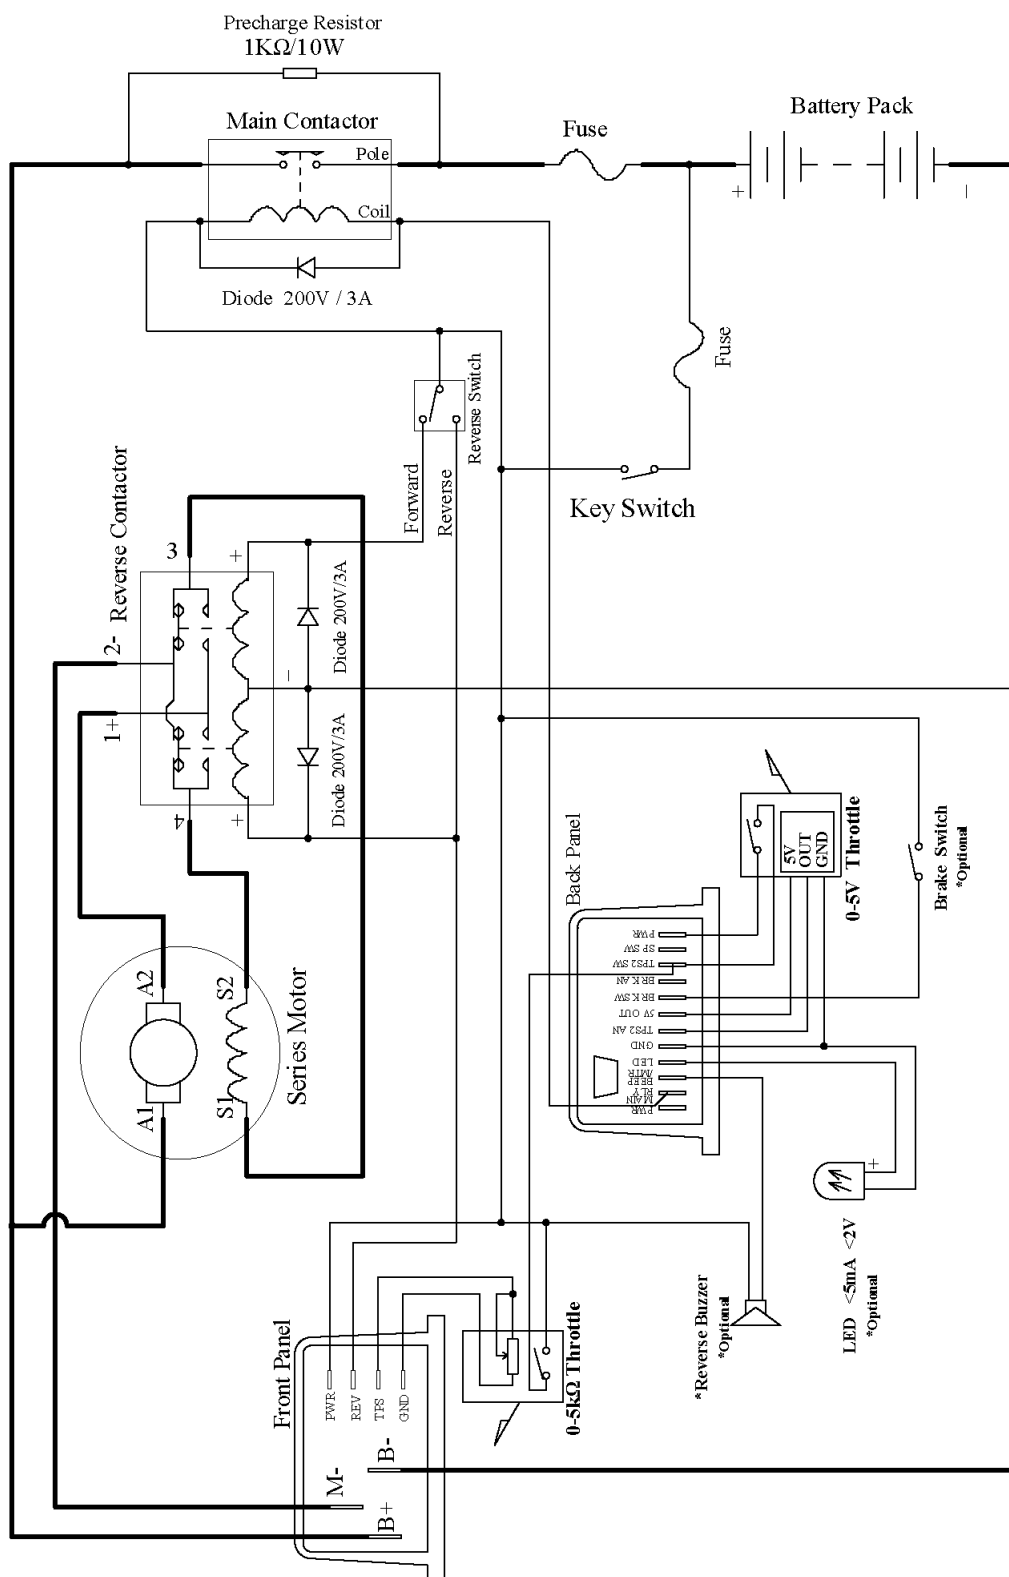 Precharge Resistor
1KΩ/10W
Main Contactor
Fuse
Battery Pack
Pole
Coil
+
-
Diode 200V / 3A
Fuse
Reverse Switch
Forward
Reverse
Key Switch
Reverse Contactor
3
2-
1+
4
+
-
+
Diode 200V/3A
Diode 200V/3A
Back Panel
5V
OUT
GND
0-5V Throttle
Brake Switch
*Optional
PWR
SP SW
TPS2 SW
BRK AN
BRK SW
5V OUT
TPS2 AN
GND
LED
/MTR
BEEP
RLY
MAIN
PWR
A2
S2
A1
S1
Series Motor
+
LED <5mA <2V
*Optional
*Reverse Buzzer
*Optional
Front Panel
PWR
REV
TPS
GND
0-5kΩ Throttle
M-
B-
B+